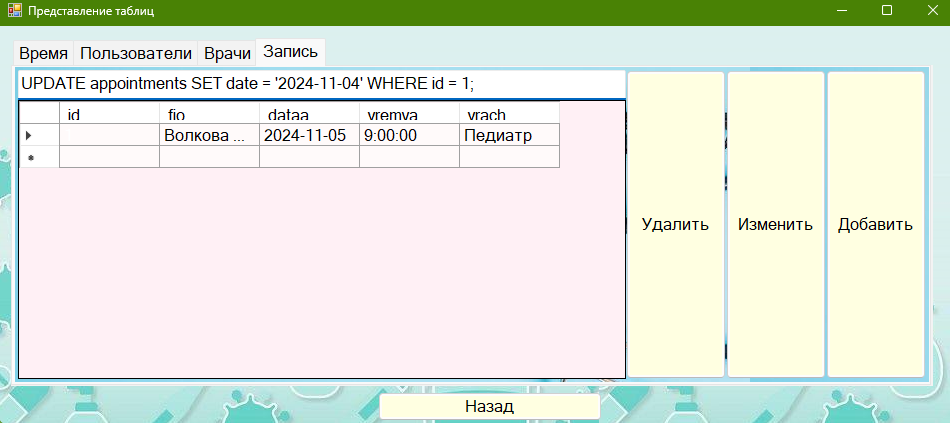 Представление таблиц
Время Пользователи Врачи Запись
UPDATE appointments SET date = '2024-11-04' WHERE id = 1;
id fio dataa vremya vrach
Волкова ... 2024-11-05 9:00:00 Педиатр
Удалить Изменить Добавить
Назад